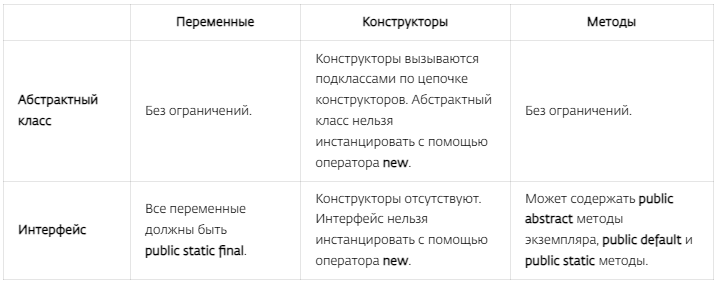 Переменные
Конструкторы
Методы
Абстрактный
класс
Без ограничений.
Конструкторы вызываются
подклассами по цепочке
конструкторов. Абстрактный
класс нельзя
инстанцировать с помощью
оператора new.
Без ограничений.
Интерфейс
Все переменные
должны быть
public static final.
Конструкторы отсутствуют.
Интерфейс нельзя
инстанцировать с помощью
оператора new.
Может содержать public
abstract методы
экземпляра, public default и
public static методы.